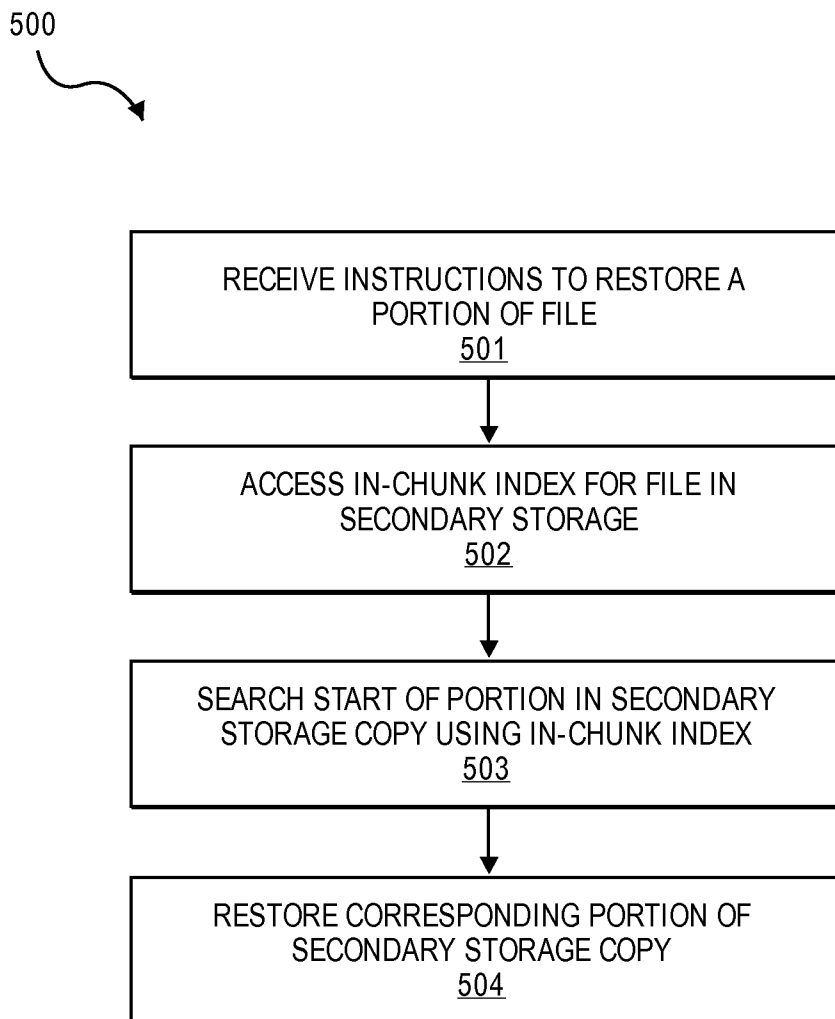 500
RECEIVE INSTRUCTIONS TO RESTORE A
PORTION OF FILE
501
ACCESS IN-CHUNK INDEX FOR FILE IN
SECONDARY STORAGE
502
SEARCH START OF PORTION IN SECONDARY
STORAGE COPY USING IN-CHUNK INDEX
503
RESTORE CORRESPONDING PORTION OF
SECONDARY STORAGE COPY
504